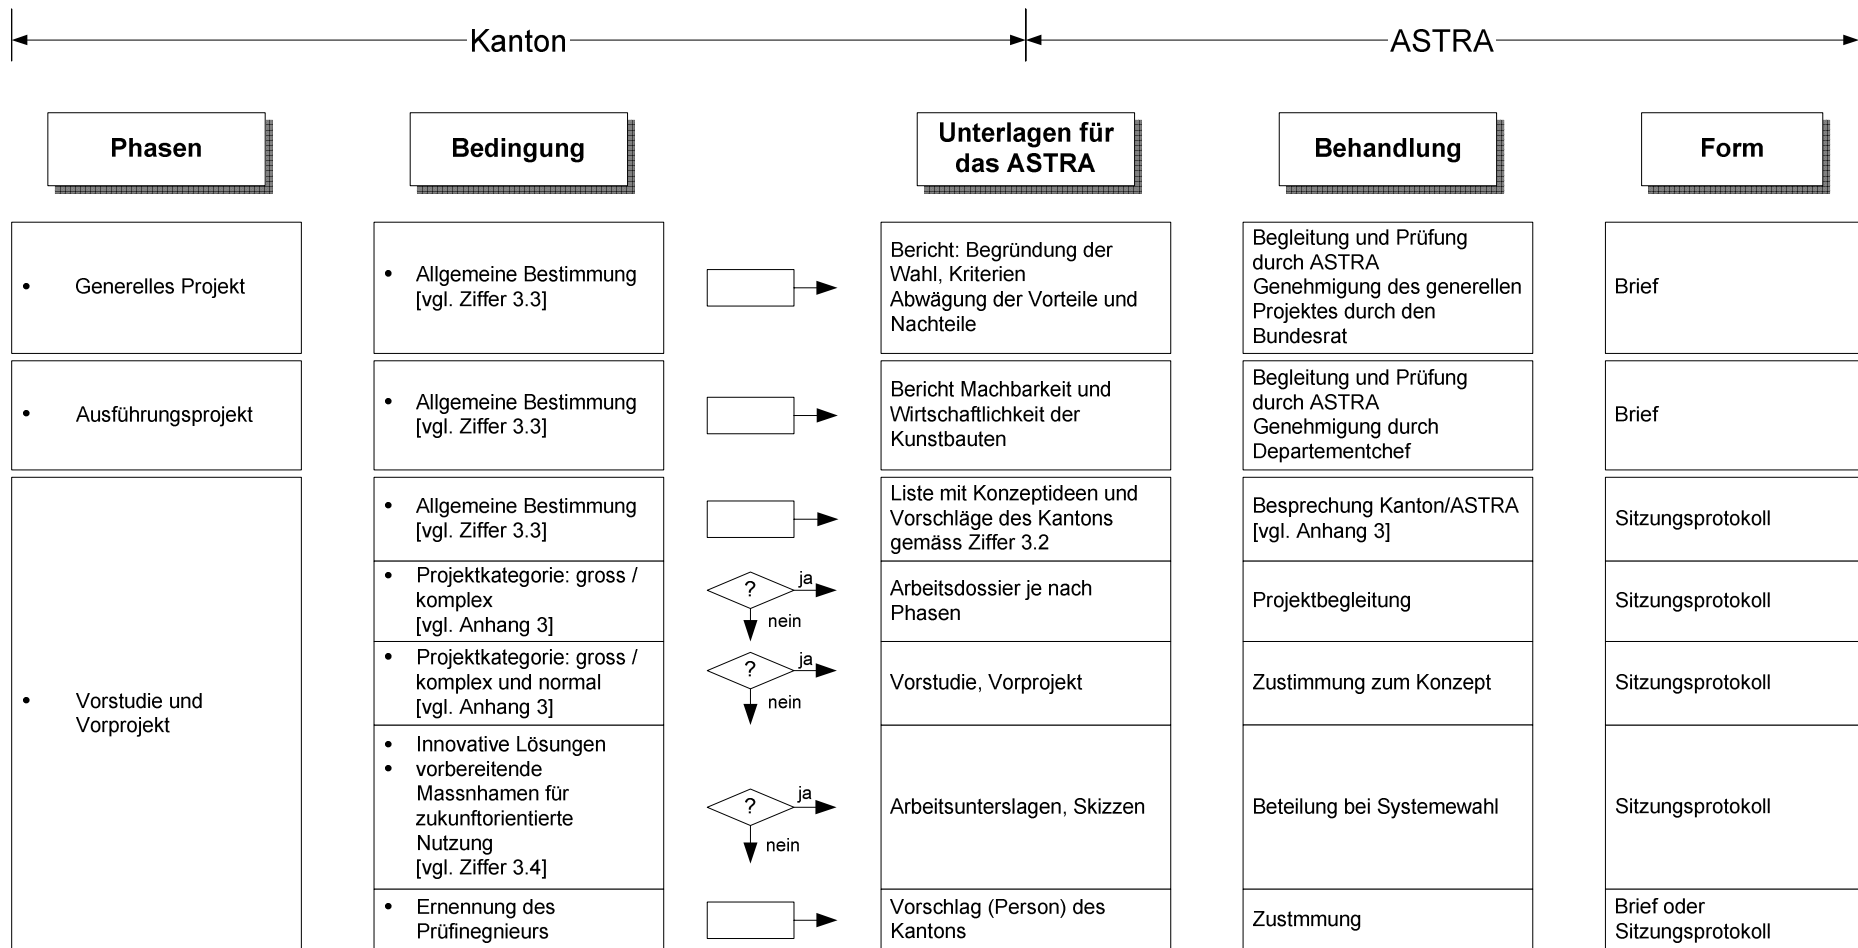 Kanton
ASTRA
Phasen
Bedingung
Unterlagen für
das ASTRA
Behandlung
Form
• Generelles Projekt
• Allgemeine Bestimmung
[vgl. Ziffer 3.3]
Bericht: Begründung der
Wahl, Kriterien
Abwägung der Vorteile und
Nachteile
Begleitung und Prüfung
durch ASTRA
Genehmigung des generellen
Projektes durch den
Bundesrat
Brief
• Ausführungsprojekt
• Allgemeine Bestimmung
[vgl. Ziffer 3.3]
Bericht Machbarkeit und
Wirtschaftlichkeit der
Kunstbauten
Begleitung und Prüfung
durch ASTRA
Genehmigung durch
Departementchef
Brief
• Vorstudie und
Vorprojekt
• Allgemeine Bestimmung
[vgl. Ziffer 3.3]
Liste mit Konzeptideen und
Vorschläge des Kantons
gemäss Ziffer 3.2
Besprechung Kanton/ASTRA
[vgl. Anhang 3]
Sitzungsprotokoll
• Projektkategorie: gross /
komplex
[vgl. Anhang 3]
?
ja
nein
Arbeitsdossier je nach
Phasen
Projektbegleitung
Sitzungsprotokoll
• Projektkategorie: gross /
komplex und normal
[vgl. Anhang 3]
?
ja
nein
Vorstudie, Vorprojekt
Zustimmung zum Konzept
Sitzungsprotokoll
• Innovative Lösungen
• vorbereitende
Massnhamen für
zukunftorientierte
Nutzung
[vgl. Ziffer 3.4]
?
ja
nein
Arbeitsunterslagen, Skizzen
Beteilung bei Systemewahl
Sitzungsprotokoll
• Ernennung des
Prüfinegnieurs
Vorschlag (Person) des
Kantons
Zustmmung
Brief oder
Sitzungsprotokoll